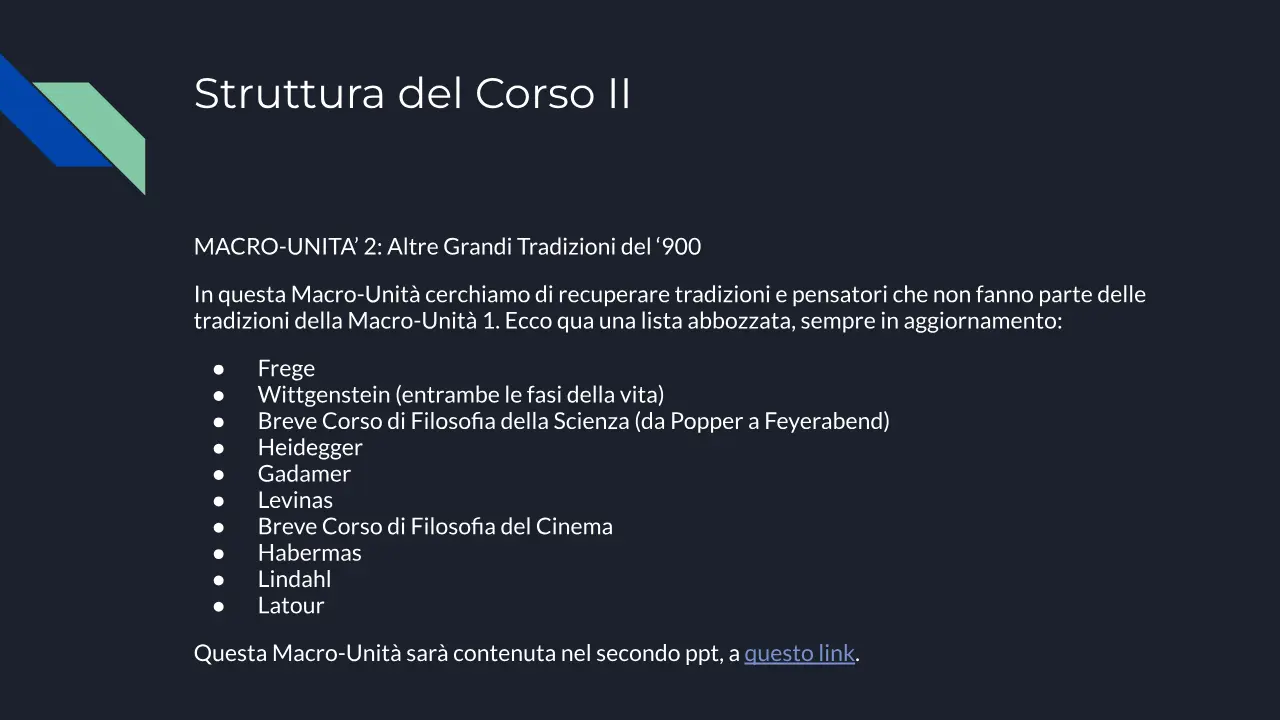 Struttura del Corso II
MACRO-UNITA’ 2: Altre Grandi Tradizioni del ‘900
In questa Macro-Unità cerchiamo di recuperare tradizioni e pensatori che non fanno parte delle
tradizioni della Macro-Unità 1. Ecco qua una lista abbozzata, sempre in aggiornamento:
● Frege
● Wittgenstein (entrambe le fasi della vita)
● Breve Corso di Filosofia della Scienza (da Popper a Feyerabend)
● Heidegger
● Gadamer
● Levinas
● Breve Corso di Filosofia del Cinema
● Habermas
● Lindahl
● Latour
Questa Macro-Unità sarà contenuta nel secondo ppt, a questo link.